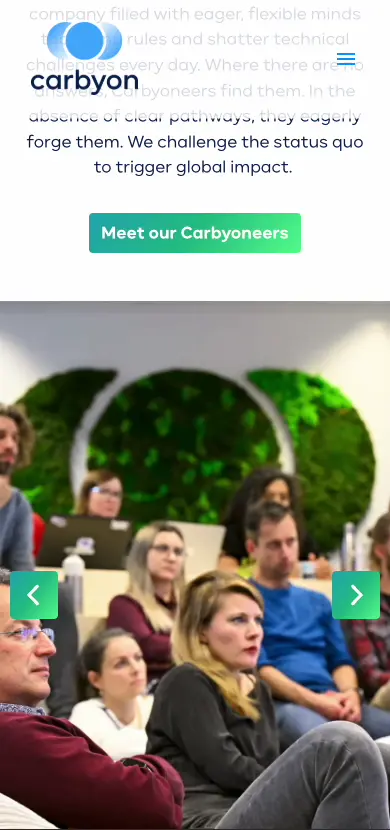 company filled with eager, flexible minds
rules and shatter technical
challenges every day. Where there are no
answers, Carbyoneers find them. In the
absence of clear pathways, they eagerly
forge them. We challenge the status quo
to trigger global impact.
carbyon
Meet our Carbyoneers